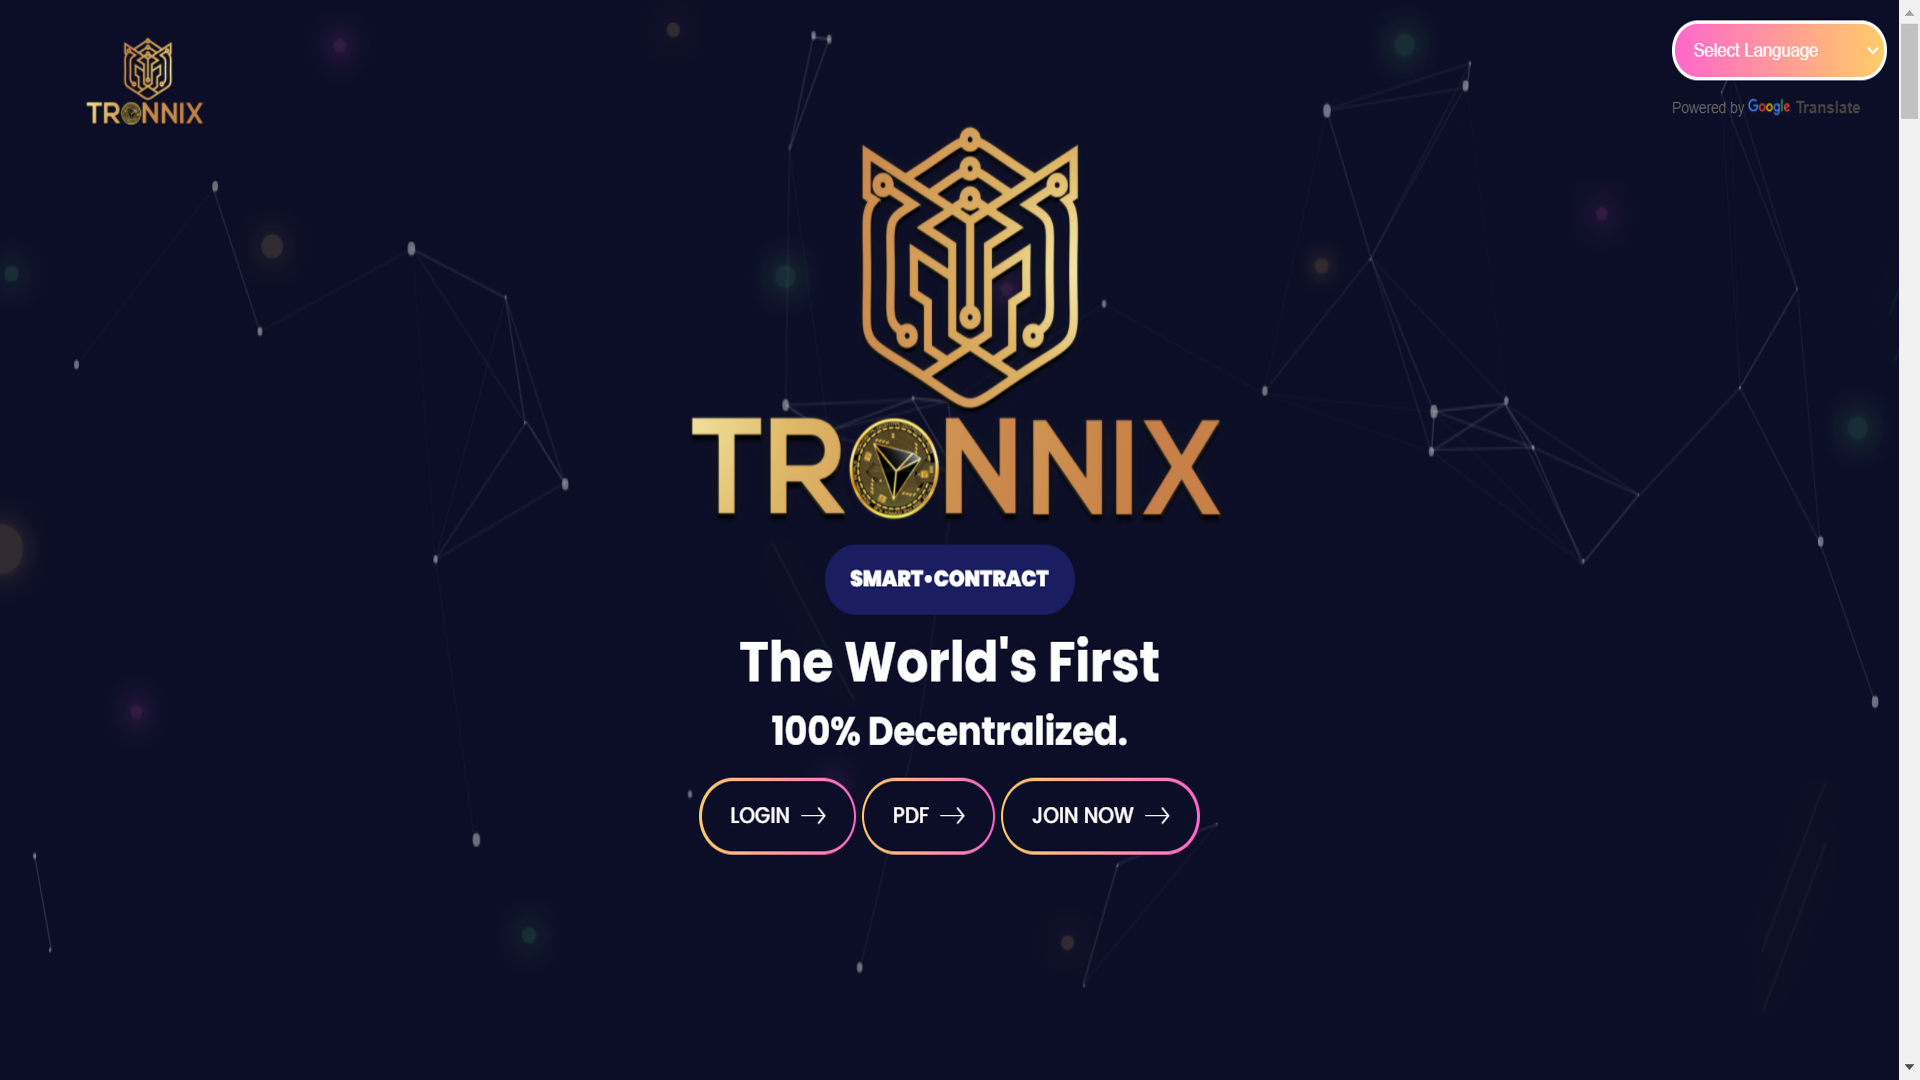 TRONNIX
Select Language
Powered by Google Translate
TRONNIX
SMART•CONTRACT
The World's First
100% Decentralized.
LOGIN
PDF
JOIN NOW